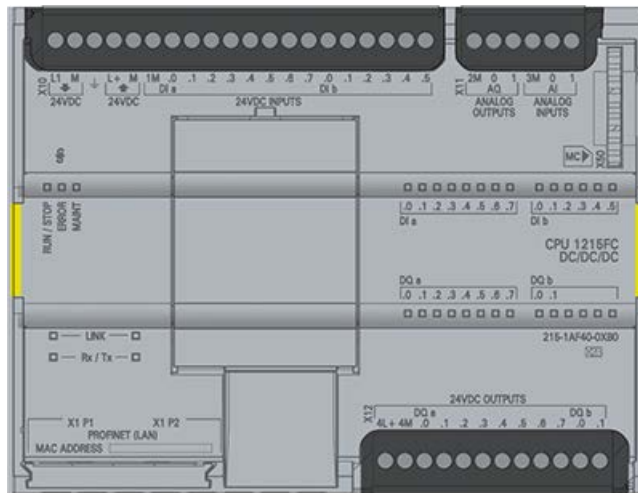 X10
L1 M
24VDC
L+ M
24VDC
1M .0 .1 .2 .3 .4 .5 .6 .7 .0 .1 .2 .3 .4 .5
DI a DI b
24VDC INPUTS
X11
2M 0 1
AQ
ANALOG
OUTPUTS
3M 0 1
AI
ANALOG
INPUTS
X50
MC
RUN / STOP
ERROR
MAINT
.0 .1 .2 .3 .4 .5 .6 .7 .0 .1 .2 .3 .4 .5
DI a DI b
CPU 1215FC
DC/DC/DC
DQ a DQ b
.0 .1 .2 .3 .4 .5 .6 .7 .0 .1
LINK
Rx / Tx
215-1AF40-0XB0
24VDC OUTPUTS
X12
DQ a DQ b
4L+ 4M .0 .1 .2 .3 .4 .5 .6 .7 .0 .1
X1 P1 X1 P2
PROFINET (LAN)
MAC ADDRESS